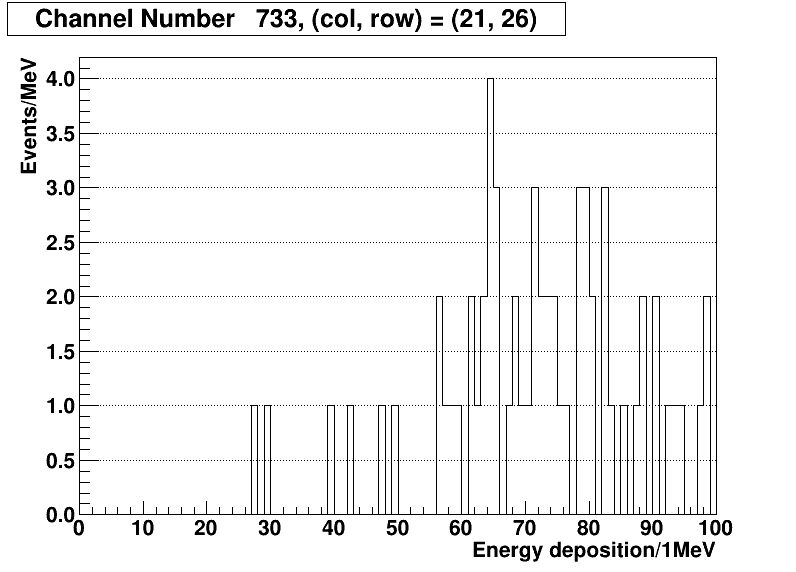 Channel Number   733, (col, row) = (21, 26)
Events/MeV
4.0
3.5
3.0
2.5
2.0
1.5
1.0
0.5
0.0
0 10 20 30 40 50 60 70 80 90 100
Energy deposition/1MeV